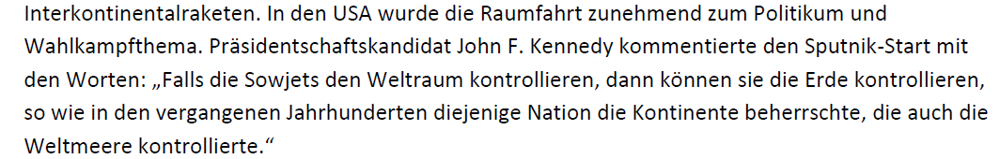 Interkontinentalraketen. In den USA wurde die Raumfahrt zunehmend zum Politikum und
Wahlkampfthema. Präsidentschaftskandidat John F. Kennedy kommentierte den Sputnik-Start mit
den Worten: „Falls die Sowjets den Weltraum kontrollieren, dann können sie die Erde kontrollieren,
so wie in den vergangenen Jahrhunderten diejenige Nation die Kontinente beherrschte, die auch die
Weltmeere kontrollierte.“